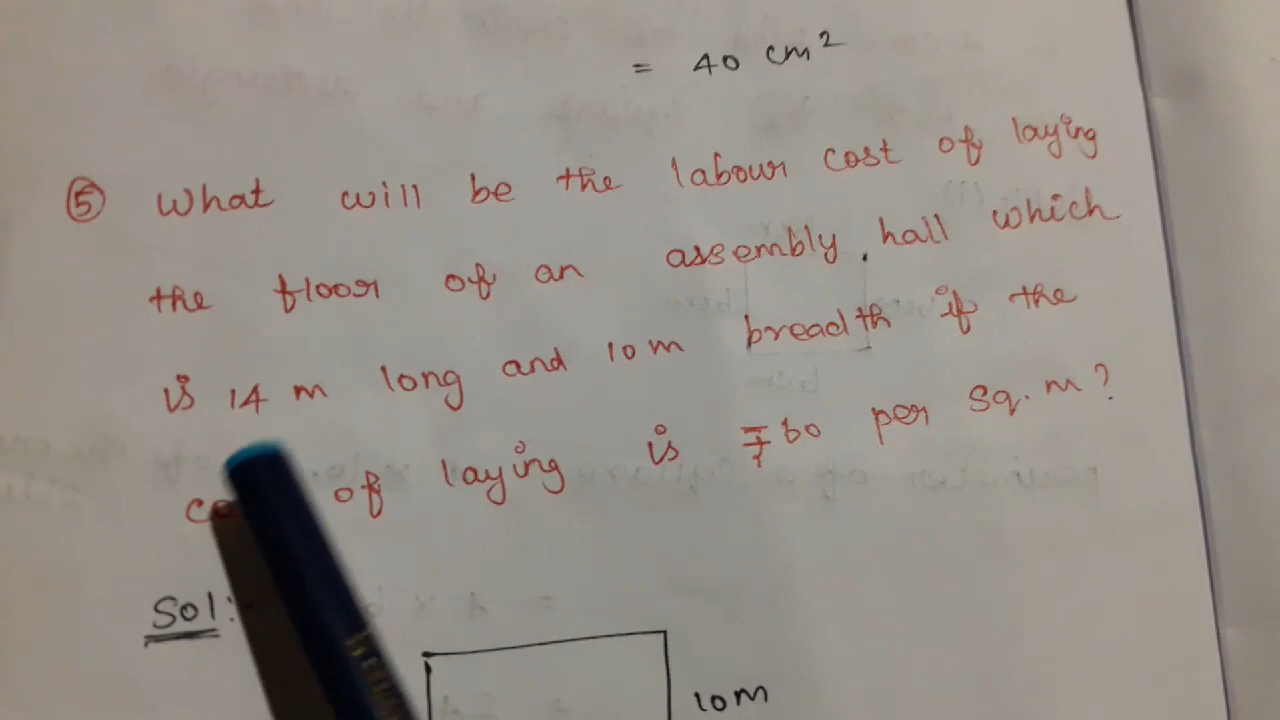 = 40 cm²
⑤ What will be the labour cost of laying
the floor of an assembly hall which
is 14 m long and 10 m breadth if the
of laying is ₹60 per sq. m?
Sol:
10m